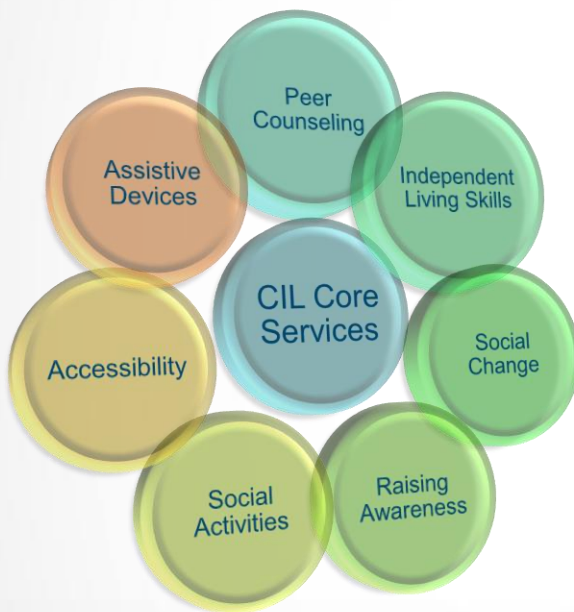 Peer
Counseling
Assistive
Devices
Independent
Living Skills
CIL Core
Services
Accessibility
Social
Change
Social
Activities
Raising
Awareness